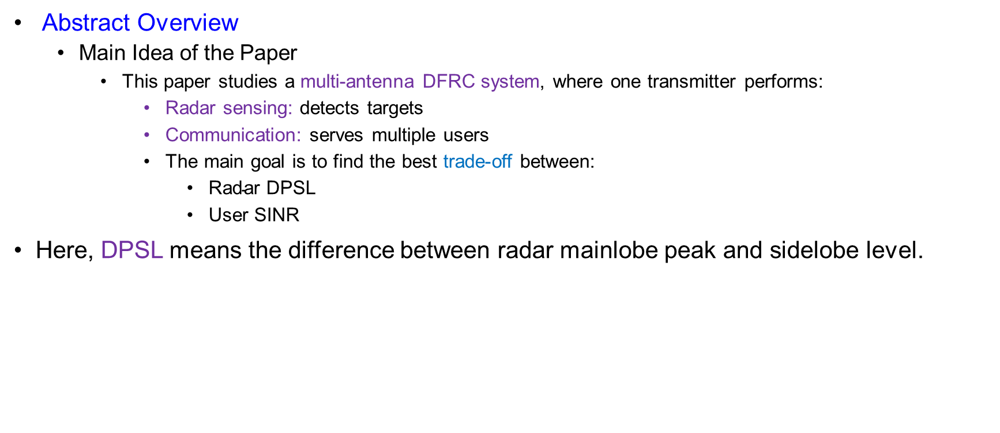 • Abstract Overview
• Main Idea of the Paper
• This paper studies a multi-antenna DFRC system, where one transmitter performs:
• Radar sensing: detects targets
• Communication: serves multiple users
• The main goal is to find the best trade-off between:
• Rad-ar DPSL
• User SINR
• Here, DPSL means the difference between radar mainlobe peak and sidelobe level.